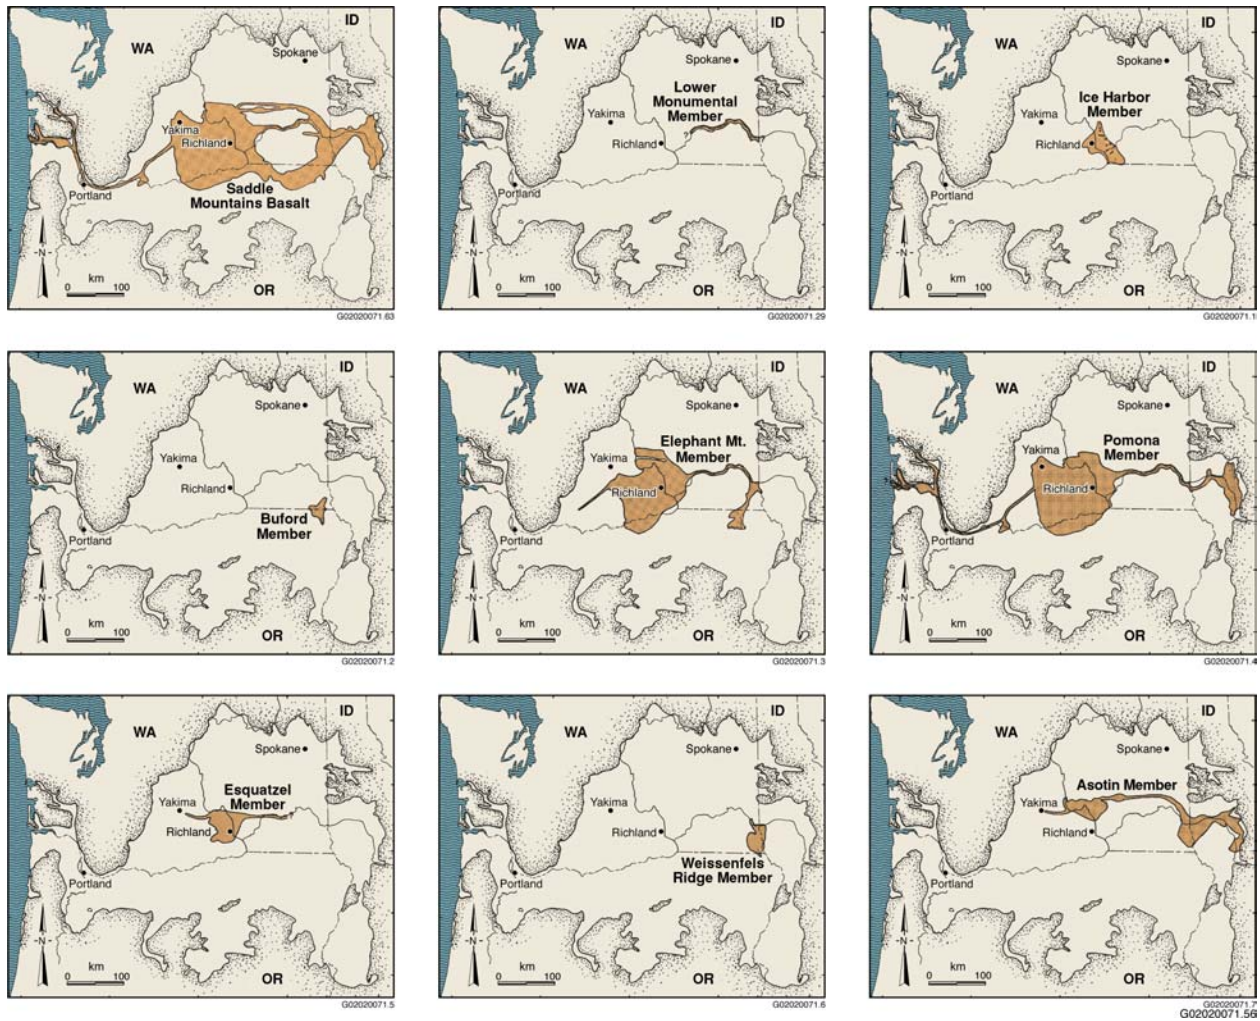 ID
WA
Spokane
Yakima
Richland
Portland
Saddle
Mountains Basalt
N
km
0 100
OR
G02020071.63
ID
WA
Spokane
Lower
Monumental
Member
Yakima
?
Richland
Portland
N
km
0 100
OR
G02020071.29
ID
WA
Spokane
Ice Harbor
Member
Yakima
Richland
Portland
N
km
0 100
OR
ID
WA
Spokane
Yakima
Richland
Buford
Member
Portland
N
km
0 100
OR
G02020071.2
ID
WA
Spokane
Elephant Mt.
Member
Yakima
Richland
Portland
N
km
0 100
OR
G02020071.3
ID
WA
Spokane
Pomona
Member
Yakima
Richland
?
Portland
N
km
0 100
OR
G02020071.4
ID
WA
Spokane
Esquatzel
Member
Yakima
?
Richland
Portland
N
km
0 100
OR
G02020071.5
ID
WA
Spokane
Yakima
Richland
Weissenfels
Ridge Member
Portland
N
km
0 100
OR
G02020071.6
ID
WA
Spokane
Asotin Member
Yakima
Richland
Portland
N
km
0 100
OR
G02020071.7
G02020071.56